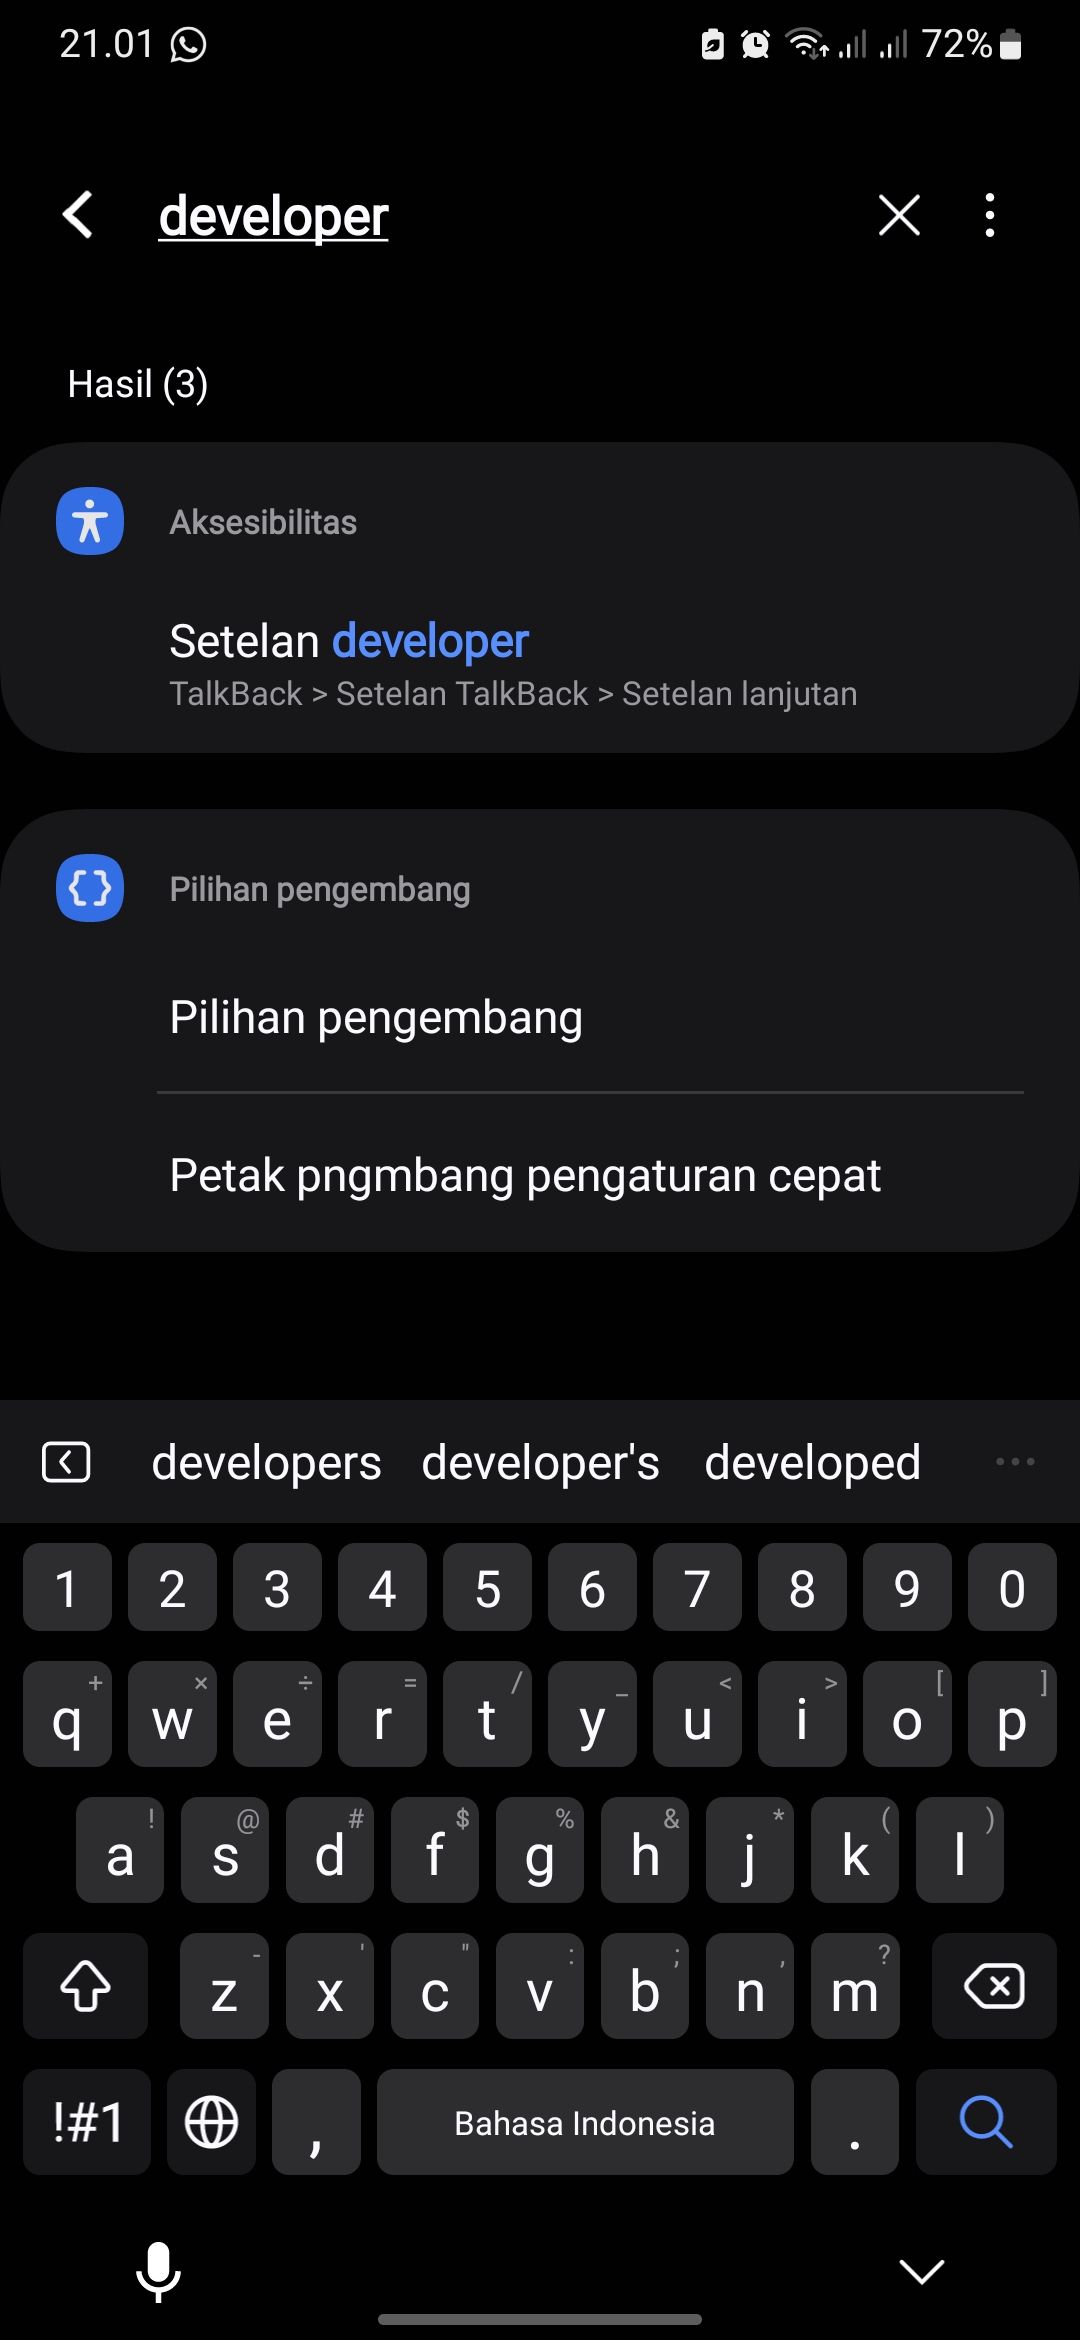 21.01
72%
developer
Hasil (3)
Aksesibilitas
Setelan developer
TalkBack > Setelan TalkBack > Setelan lanjutan
Pilihan pengembang
Pilihan pengembang
Petak pngmbang pengaturan cepat
developers developer's developed ...
1 2 3 4 5 6 7 8 9 0
+ × ÷ = / _ < > [ ]
q w e r t y u i o p
! @ # $ % & * ( )
a s d f g h j k l
- ' " : ; , ?
z x c v b n m
!#1 , Bahasa Indonesia .